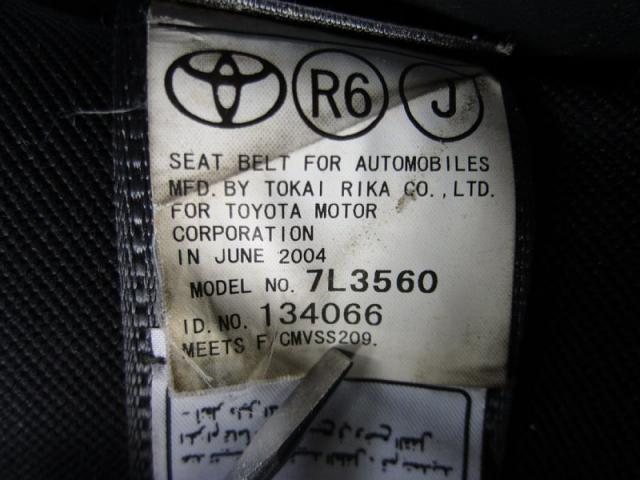 R6 J
SEAT BELT FOR AUTOMOBILES
MFD. BY TOKAI RIKA CO., LTD.
FOR TOYOTA MOTOR
CORPORATION
IN JUNE 2004
MODEL NO. 7L3560
ID. NO. 134066
MEETS F/CMVSS209.